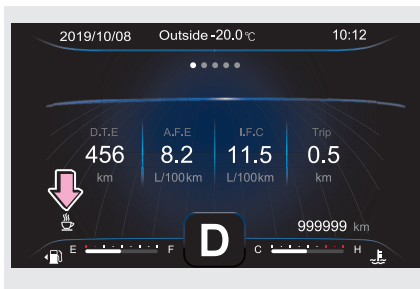 2019/10/08 Outside -20.0 °C 10:12
D.T.E A.F.E I.F.C Trip
456 8.2 11.5 0.5
km L/100km L/100km km
999999 km
E F D C H